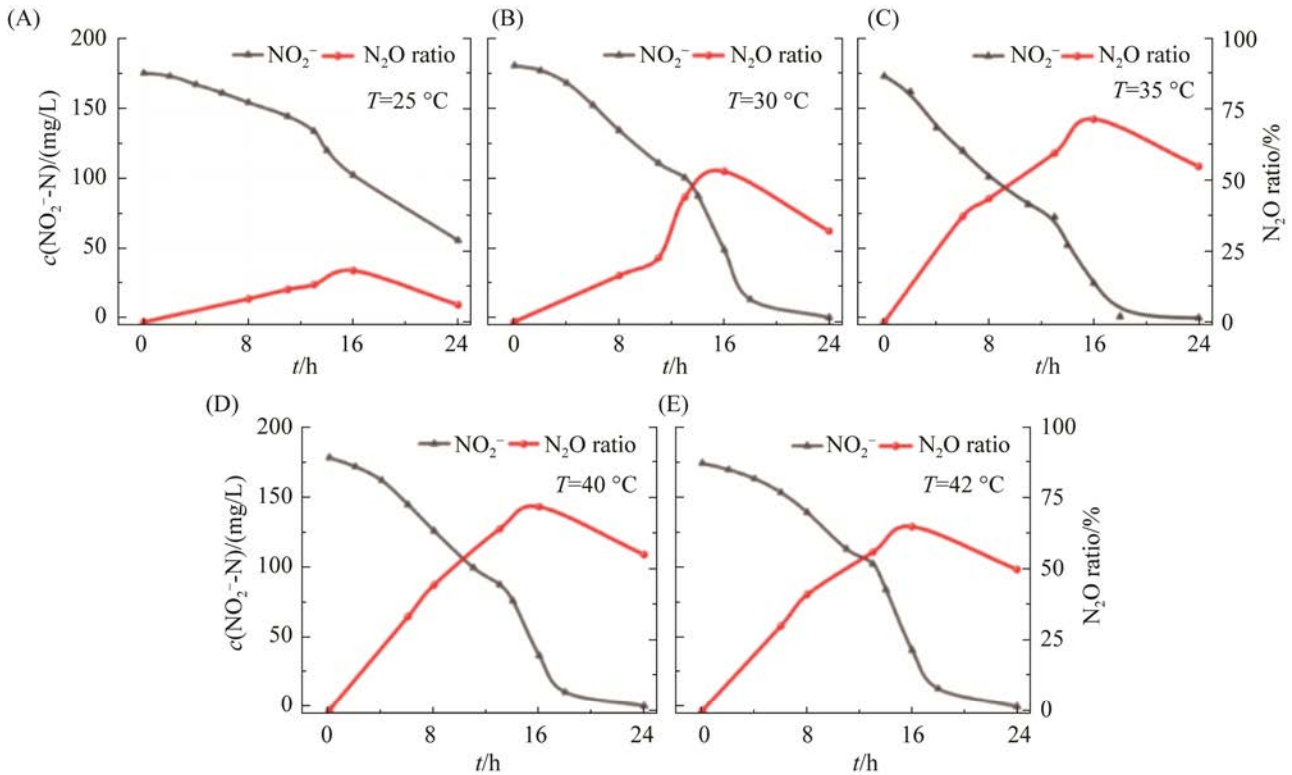 (A)
NO₂⁻ N₂O ratio
T=25 °C
200
150
100
50
0
c(NO₂⁻-N)/(mg/L)
0 8 16 24
t/h
(B)
NO₂⁻ N₂O ratio
T=30 °C
0 8 16 24
t/h
(C)
NO₂⁻ N₂O ratio
T=35 °C
100
75
50
25
0
N₂O ratio/%
0 8 16 24
t/h
(D)
NO₂⁻ N₂O ratio
T=40 °C
200
150
100
50
0
c(NO₂⁻-N)/(mg/L)
0 8 16 24
t/h
(E)
NO₂⁻ N₂O ratio
T=42 °C
100
75
50
25
0
N₂O ratio/%
0 8 16 24
t/h